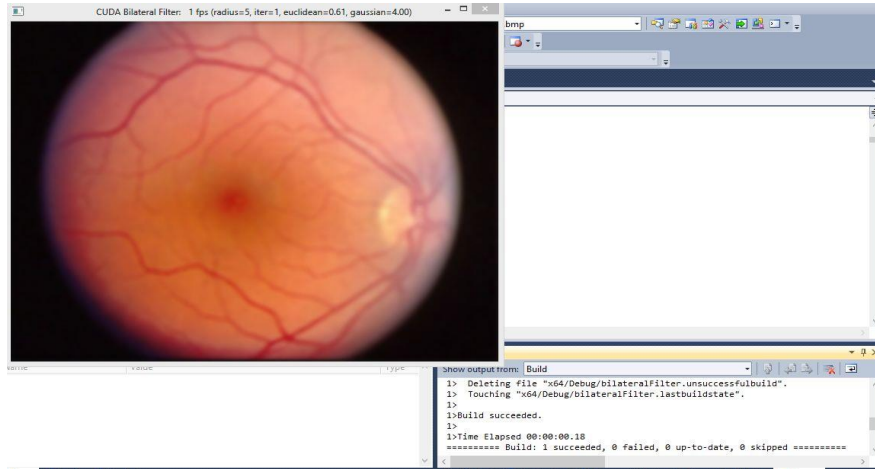 CUDA Bilateral Filter: 1 fps (radius=5, iter=1, euclidean=0.61, gaussian=4.00)
bmp
Name Value Type
Show output from: Build
1> Deleting file "x64/Debug/bilateralFilter.unsuccessfulbuild".
1> Touching "x64/Debug/bilateralFilter.lastbuildstate".
1>
1>Build succeeded.
1>
1>Time Elapsed 00:00:00.18
========== Build: 1 succeeded, 0 failed, 0 up-to-date, 0 skipped ==========